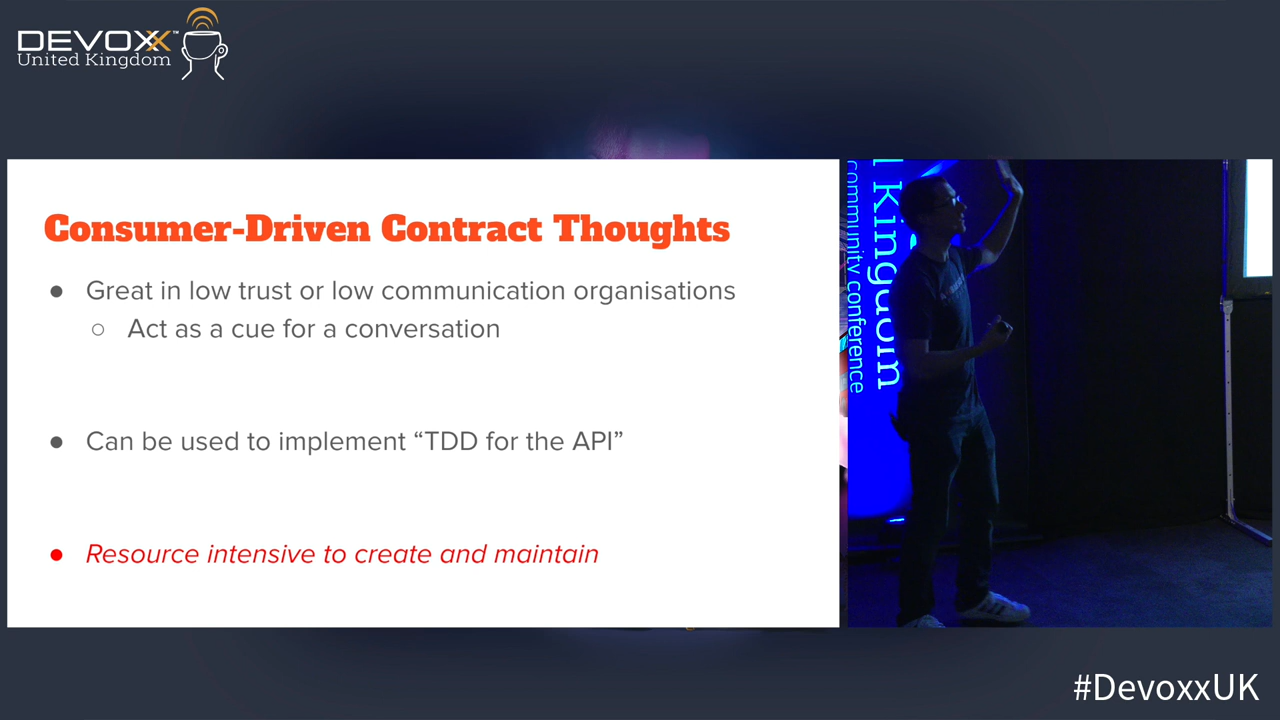 DEVOXX™
United Kingdom
Consumer-Driven Contract Thoughts
● Great in low trust or low communication organisations
○ Act as a cue for a conversation
● Can be used to implement “TDD for the API”
● Resource intensive to create and maintain
Kingdom
community conference
#DevoxxUK